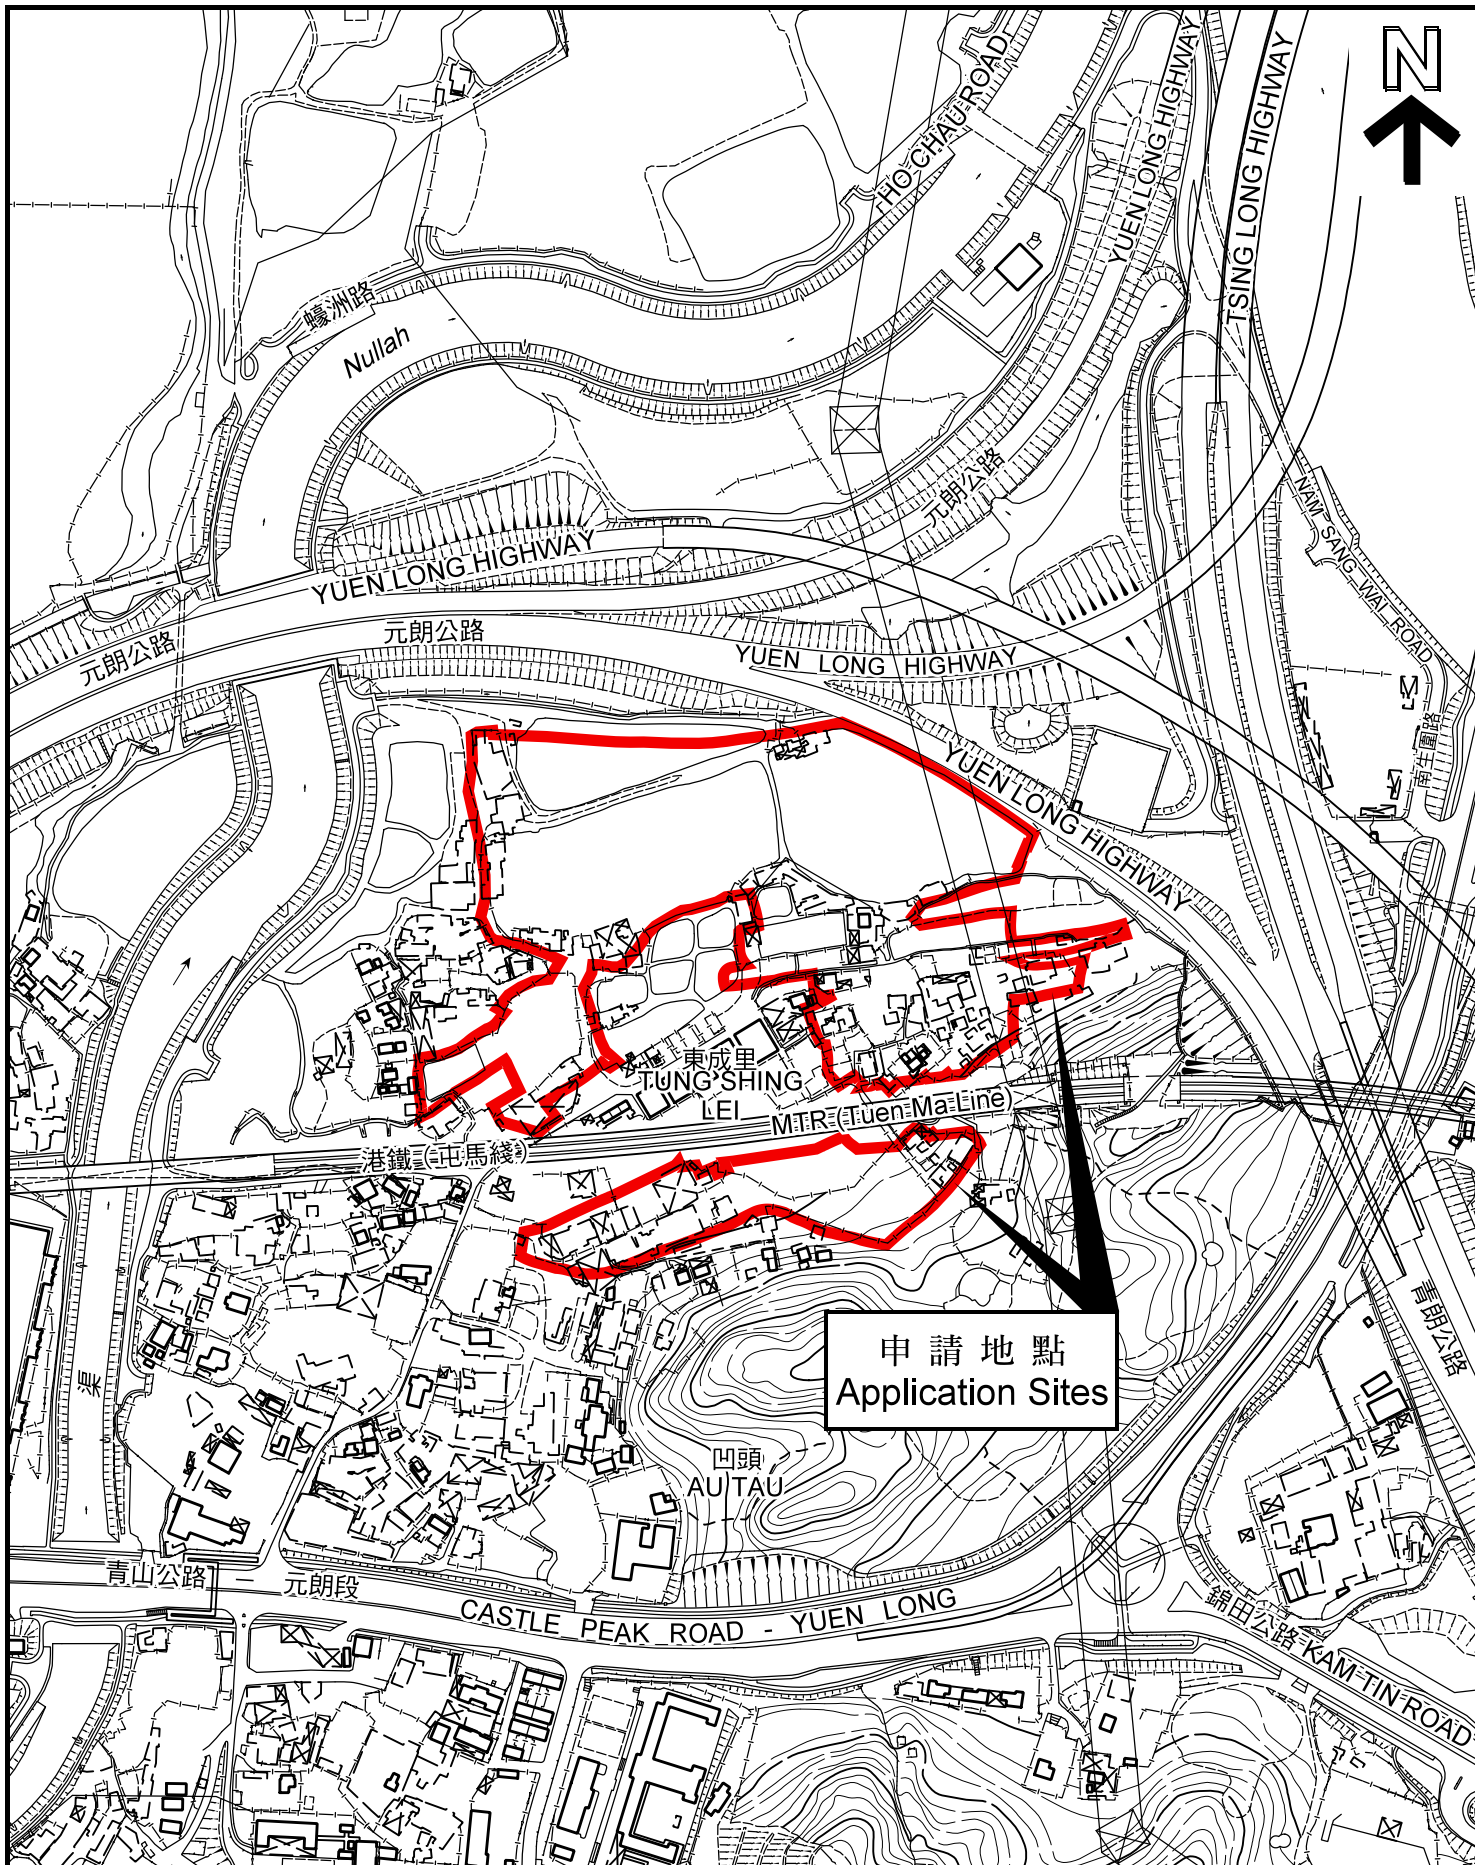 N
HO CHAU ROAD
YUEN LONG HIGHWAY
TSING LONG HIGHWAY
YUEN LONG HIGHWAY
蠔洲路
Nullah
元朗公路
NAM SANG WAI ROAD
YUEN LONG HIGHWAY
元朗公路
元朗公路
YUEN LONG HIGHWAY
南生圍路
YUEN LONG HIGHWAY
東成里
TUNG SHING
LEI
MTR (Tuen Ma Line)
港鐵（屯馬綫）
申請地點
Application Sites
青朗公路
渠
凹頭
AU TAU
青山公路 — 元朗段
CASTLE PEAK ROAD - YUEN LONG
錦田公路 KAM TIN ROAD